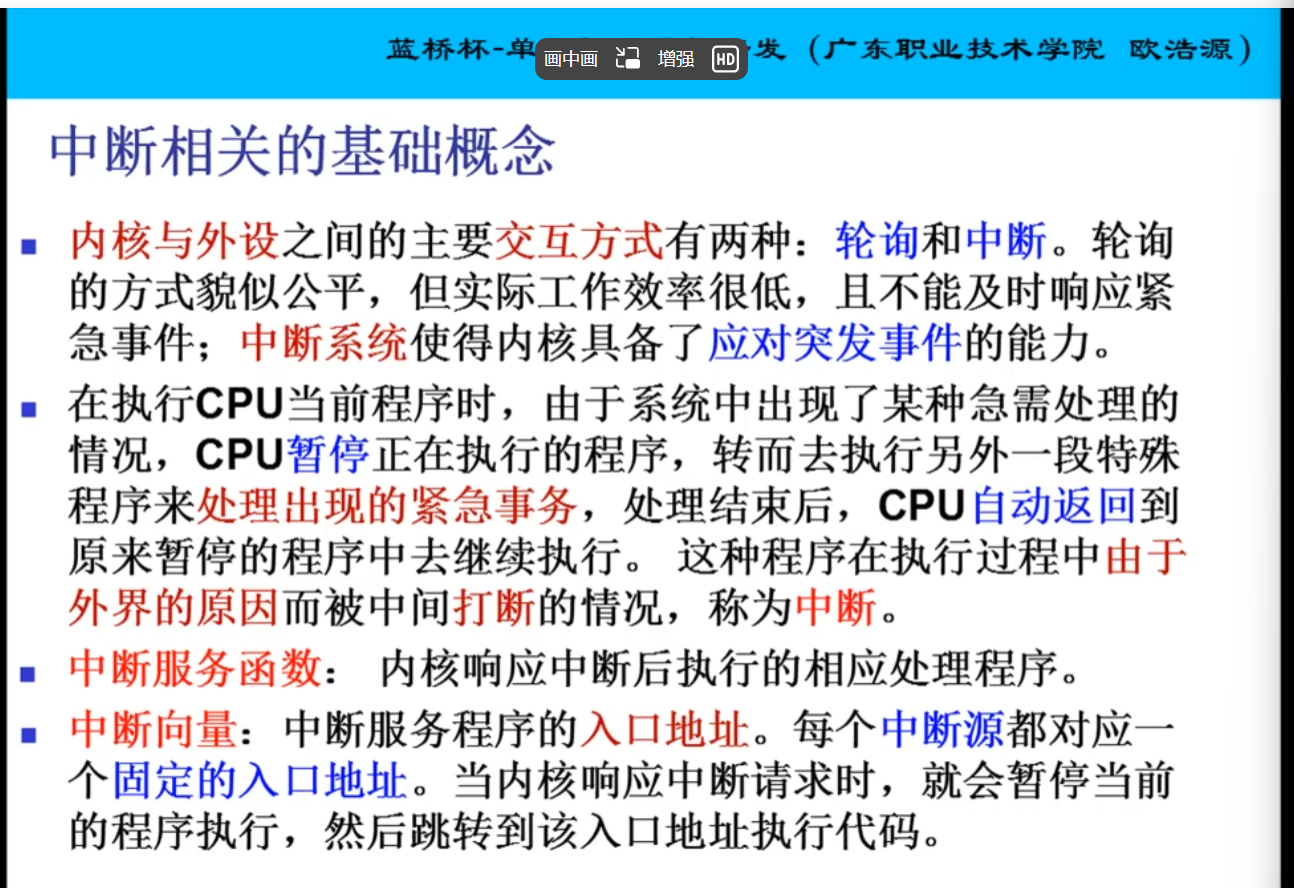 蓝桥杯-单
发（广东职业技术学院 欧浩源）
画中画 增强 HD
中断相关的基础概念
内核与外设之间的主要交互方式有两种：轮询和中断。轮询
的方式貌似公平，但实际工作效率很低，且不能及时响应紧
急事件；中断系统使得内核具备了应对突发事件的能力。
在执行CPU当前程序时，由于系统中出现了某种急需处理的
情况，CPU暂停正在执行的程序，转而去执行另外一段特殊
程序来处理出现的紧急事务，处理结束后，CPU自动返回到
原来暂停的程序中去继续执行。 这种程序在执行过程中由于
外界的原因而被中间打断的情况，称为中断。
中断服务函数： 内核响应中断后执行的相应处理程序。
中断向量：中断服务程序的入口地址。每个中断源都对应一
个固定的入口地址。当内核响应中断请求时，就会暂停当前
的程序执行，然后跳转到该入口地址执行代码。